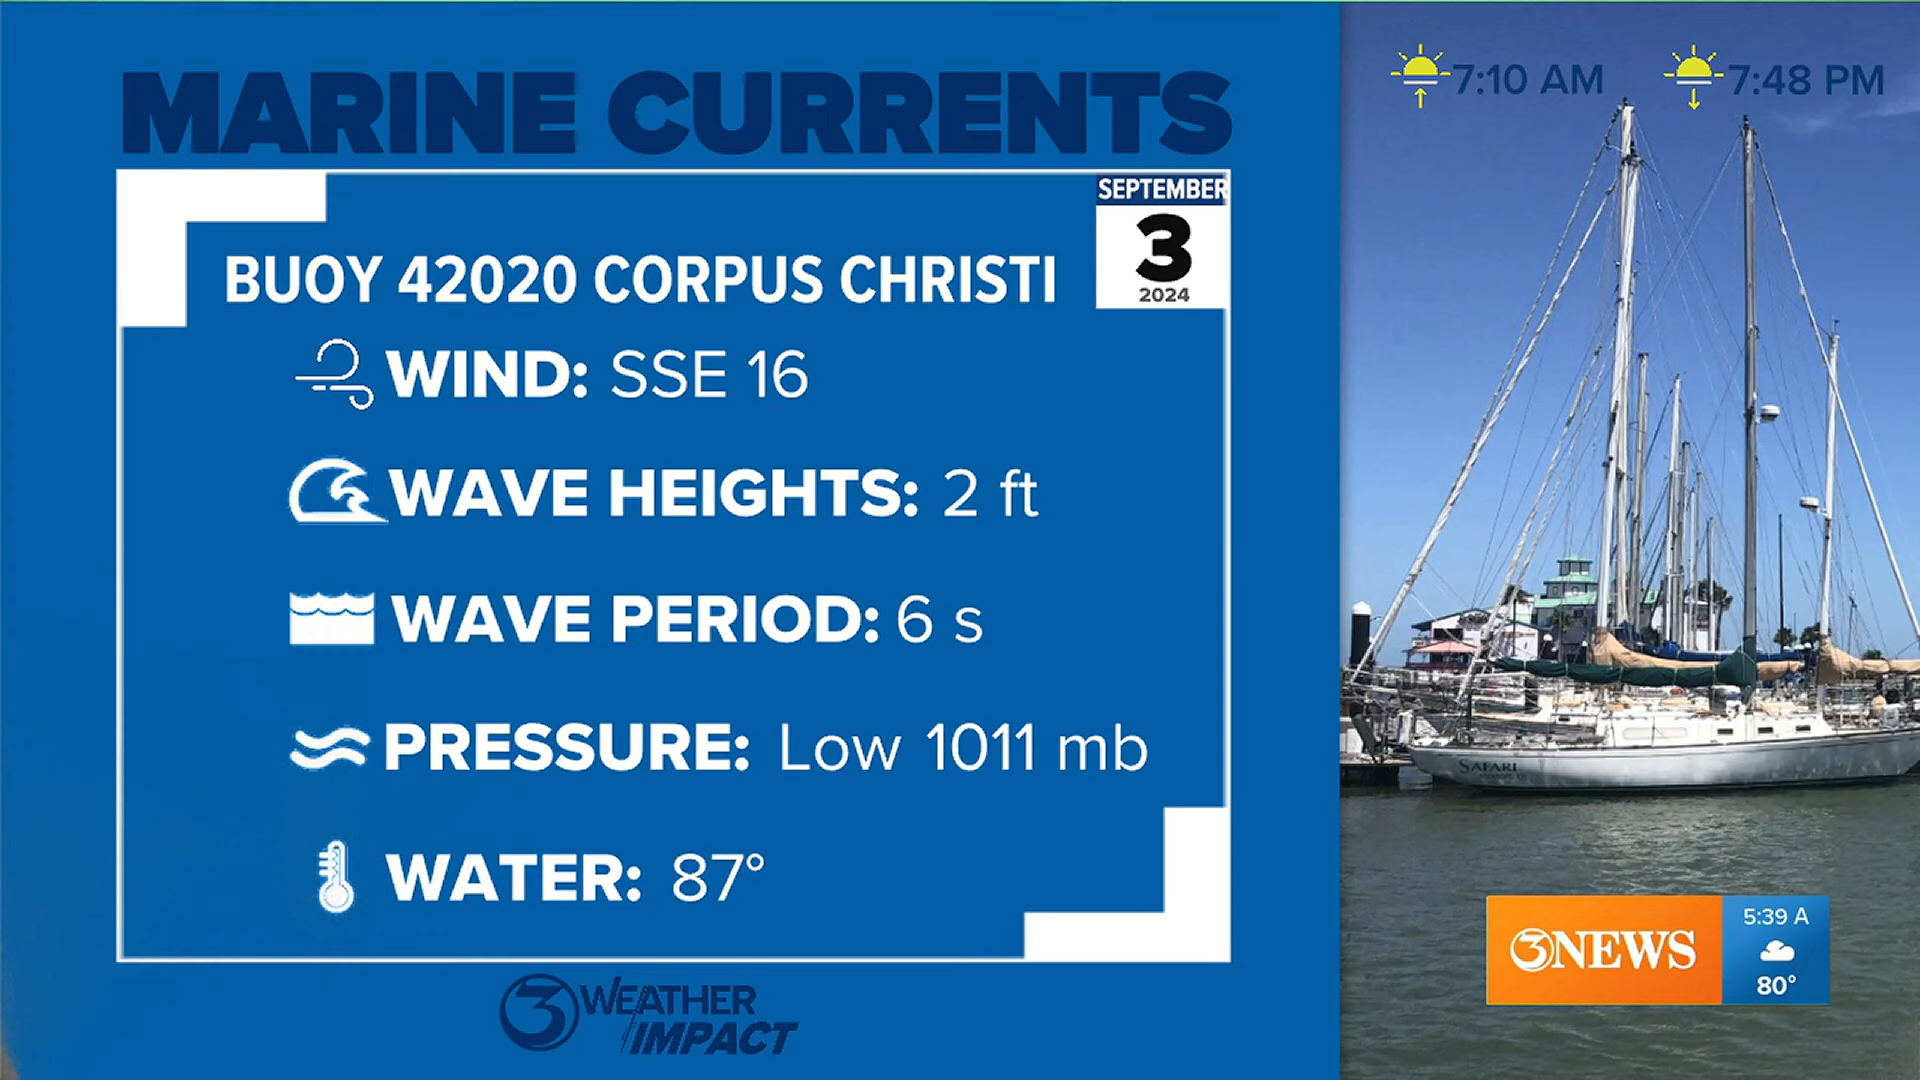 MARINE CURRENTS
7:10 AM
7:48 PM
SEPTEMBER
3
2024
BUOY 42020 CORPUS CHRISTI
WIND: SSE 16
WAVE HEIGHTS: 2 ft
WAVE PERIOD: 6 s
PRESSURE: Low 1011 mb
WATER: 87°
SAFARI
3NEWS
5:39 A
80°
3 WEATHER
IMPACT